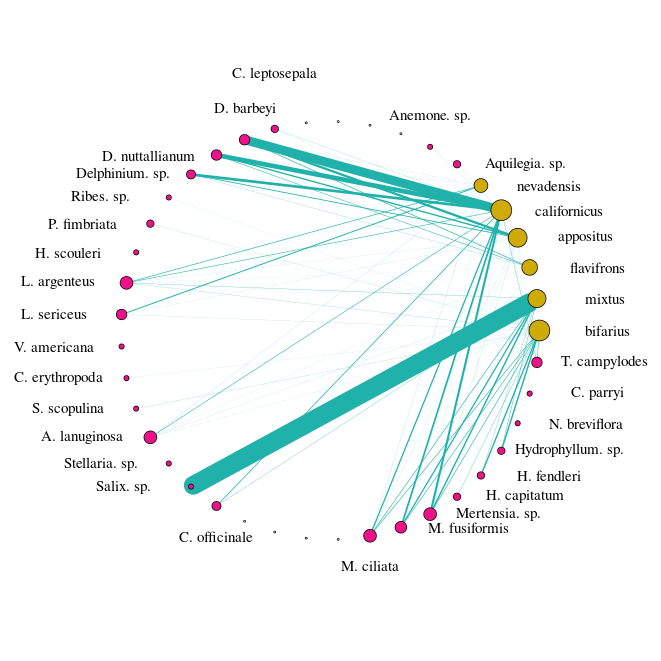 C. leptosepala
D. barbeyi
Anemone. sp.
D. nuttallianum
Aquilegia. sp.
Delphinium. sp.
nevadensis
Ribes. sp.
californicus
P. fimbriata
appositus
H. scouleri
flavifrons
L. argenteus
mixtus
L. sericeus
bifarius
V. americana
T. campylodes
C. erythropoda
C. parryi
S. scopulina
N. breviflora
A. lanuginosa
Hydrophyllum. sp.
Stellaria. sp.
H. fendleri
Salix. sp.
H. capitatum
Mertensia. sp.
M. fusiformis
C. officinale
M. ciliata